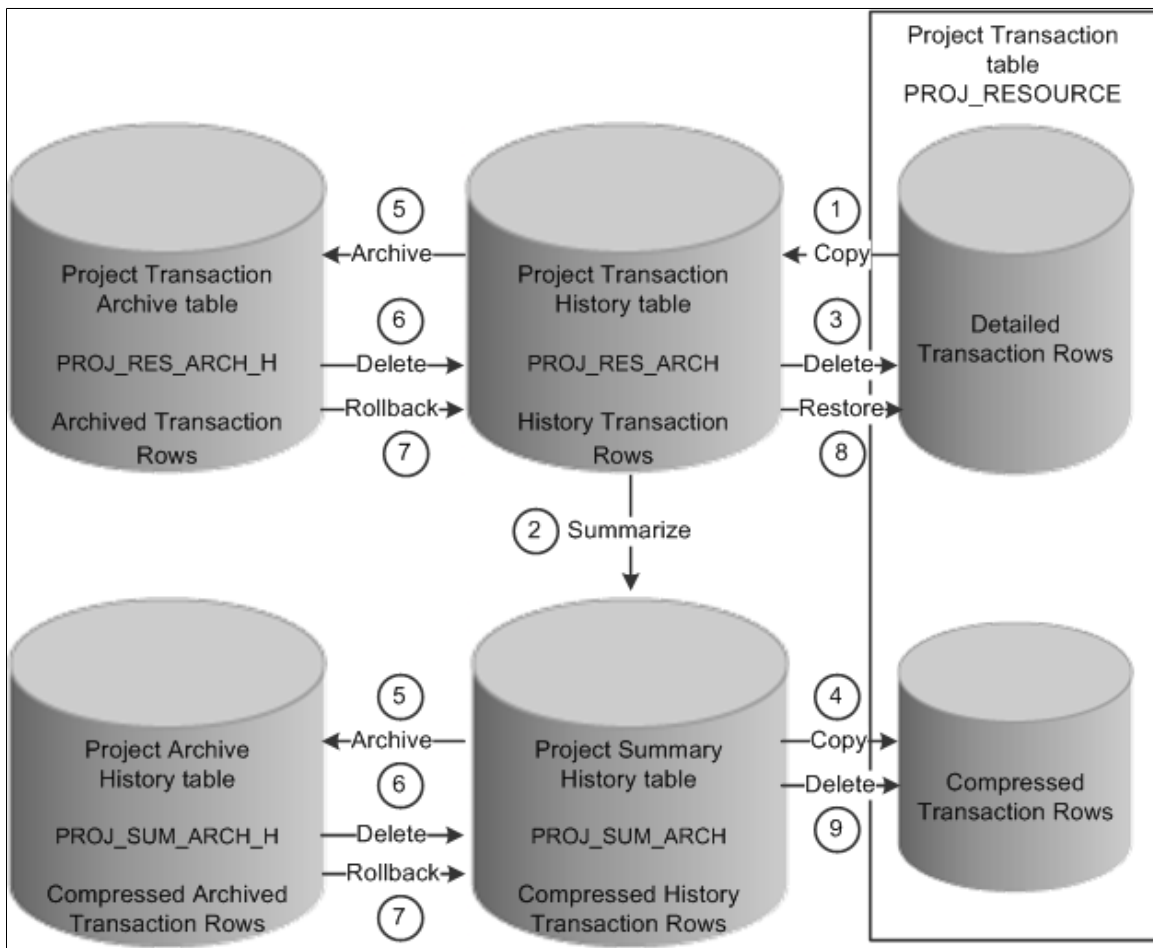 Project Transaction
table
PROJ_RESOURCE
5
Archive
1
Copy
Project Transaction
Archive table
Project Transaction
History table
6
Delete
3
Delete
Detailed
Transaction Rows
PROJ_RES_ARCH_H
PROJ_RES_ARCH
Rollback
7
Restore
8
Archived Transaction
Rows
History Transaction
Rows
2 Summarize
5
Archive
4
Copy
Project Archive
History table
Project Summary
History table
6
Delete
Delete
9
Compressed
Transaction Rows
PROJ_SUM_ARCH_H
PROJ_SUM_ARCH
Rollback
7
Compressed Archived
Transaction Rows
Compressed History
Transaction Rows